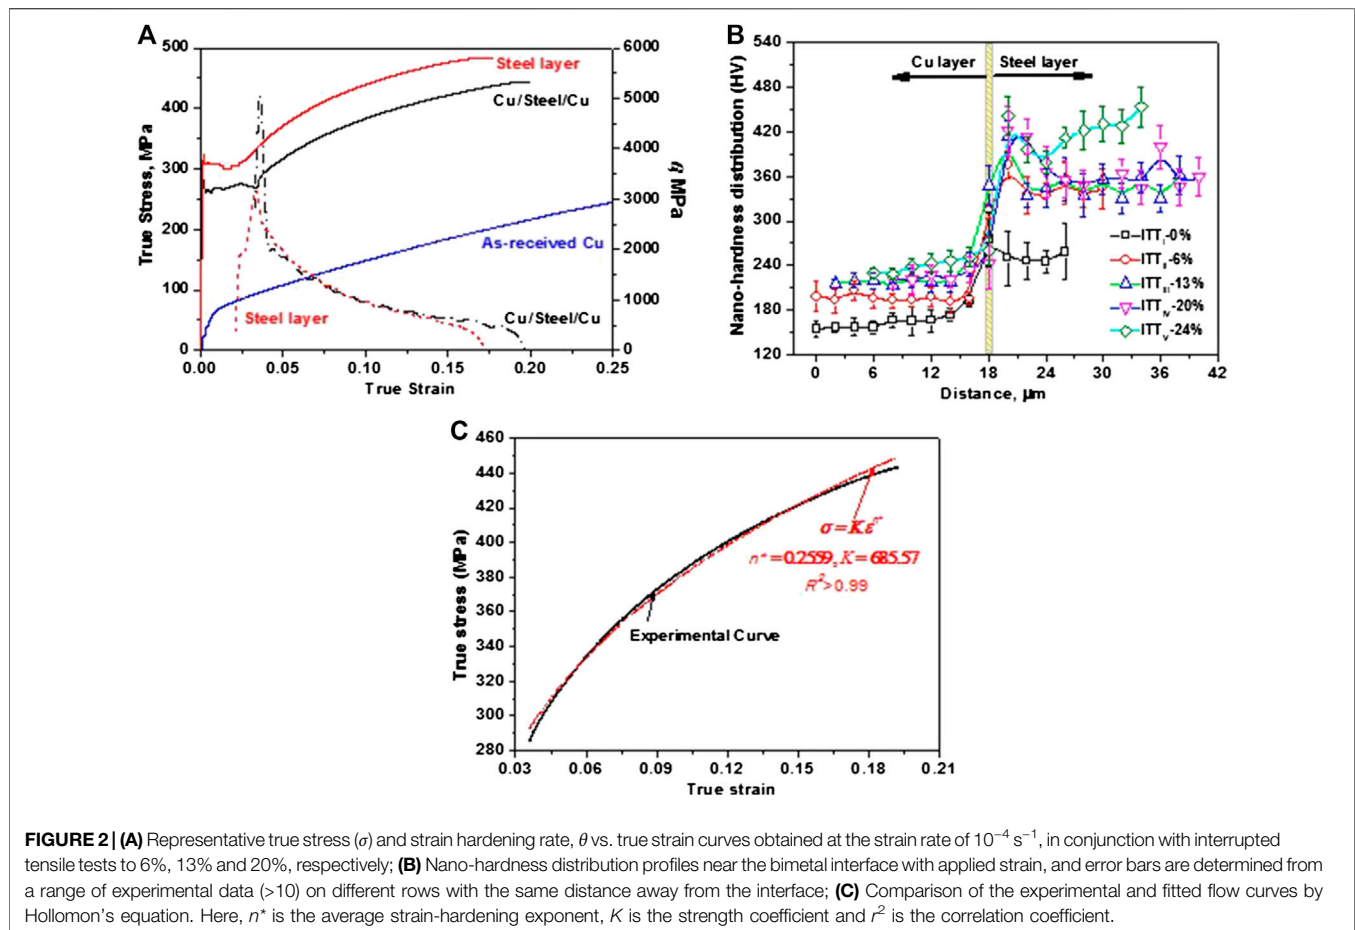 A
500
400
300
200
100
0
True Stress, MPa
6000
5000
4000
3000
2000
1000
0
MPa
Steel layer
Cu/Steel/Cu
As-received Cu
Steel layer
Cu/Steel/Cu
0.00 0.05 0.10 0.15 0.20 0.25
True Strain
B
540
480
420
360
300
240
180
120
Nano-hardness distribution (HV)
Cu layer Steel layer
ITT I-0%
ITT II-6%
ITT III-13%
ITT IV-20%
ITT V-24%
0 6 12 18 24 30 36 42
Distance, µm
C
460
440
420
400
380
360
340
320
300
280
True stress (MPa)
σ=Kε^n*
n*=0.2559, K=685.57
R²>0.99
Experimental Curve
0.03 0.06 0.09 0.12 0.15 0.18 0.21
True strain
FIGURE 2 | (A) Representative true stress (σ) and strain hardening rate, θ vs. true strain curves obtained at the strain rate of 10⁻⁴ s⁻¹, in conjunction with interrupted
tensile tests to 6%, 13% and 20%, respectively; (B) Nano-hardness distribution profiles near the bimetal interface with applied strain, and error bars are determined from
a range of experimental data (>10) on different rows with the same distance away from the interface; (C) Comparison of the experimental and fitted flow curves by
Hollomon's equation. Here, n* is the average strain-hardening exponent, K is the strength coefficient and r² is the correlation coefficient.